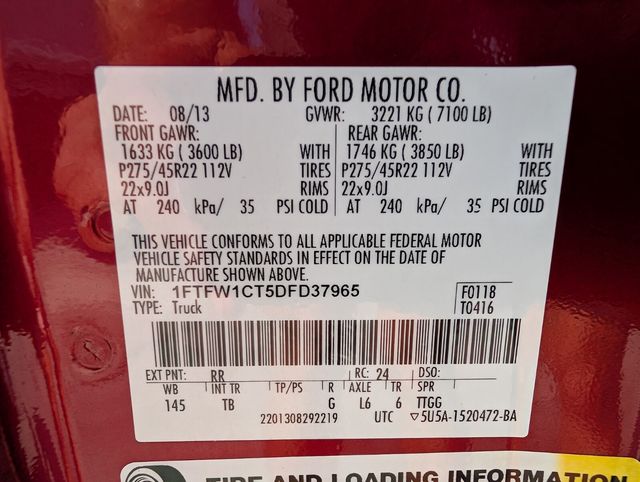 MFD. BY FORD MOTOR CO.
DATE: 08/13 GVWR: 3221 KG ( 7100 LB)
FRONT GAWR: REAR GAWR:
1633 KG ( 3600 LB) WITH 1746 KG ( 3850 LB) WITH
P275/45R22 112V TIRES P275/45R22 112V TIRES
22x9.0J RIMS 22x9.0J RIMS
AT 240 kPa/ 35 PSI COLD AT 240 kPa/ 35 PSI COLD
THIS VEHICLE CONFORMS TO ALL APPLICABLE FEDERAL MOTOR
VEHICLE SAFETY STANDARDS IN EFFECT ON THE DATE OF
MANUFACTURE SHOWN ABOVE.
VIN: 1FTFW1CT5DFD37965 F0118
TYPE: Truck T0416
EXT PNT: RR RC: 24 DSO:
WB INT TR TP/PS R AXLE TR SPR
145 TB G L6 6 TTGG
2201308292219 UTC ▽5U5A-1520472-BA
TIRE AND LOADING INFORMATION